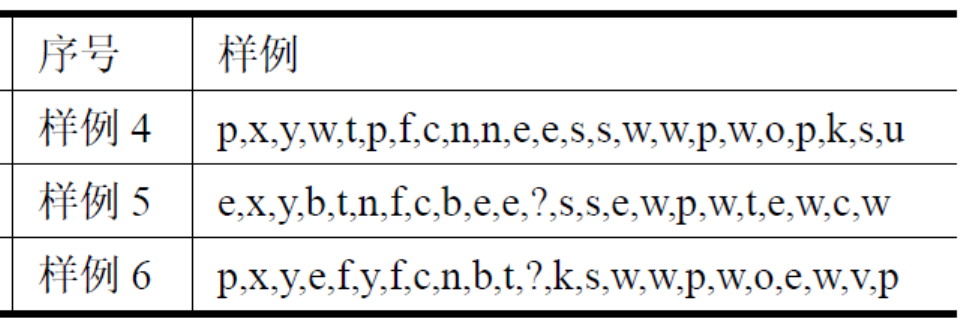 序号 样例
样例 4 p,x,y,w,t,p,f,c,n,n,e,e,s,s,w,w,p,w,o,p,k,s,u
样例 5 e,x,y,b,t,n,f,c,b,e,e,?,s,s,e,w,p,w,t,e,w,c,w
样例 6 p,x,y,e,f,y,f,c,n,b,t,?,k,s,w,w,p,w,o,e,w,v,p